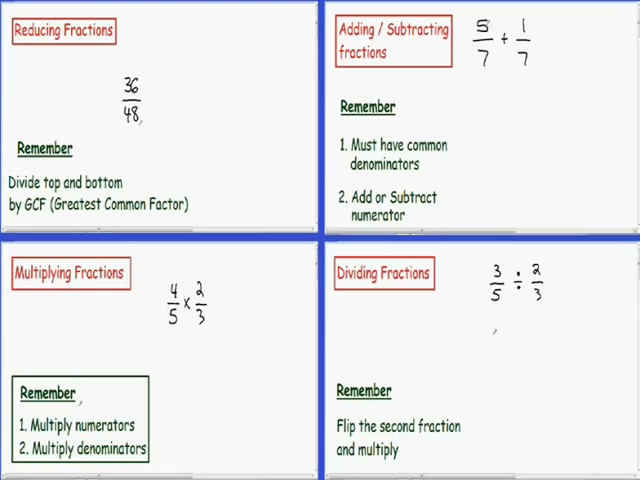 Reducing Fractions
36
48
Remember
Divide top and bottom
by GCF (Greatest Common Factor)
Adding / Subtracting
fractions
5/7 + 1/7
Remember
1. Must have common
denominators
2. Add or Subtract
numerator
Multiplying Fractions
4/5 x 2/3
Remember
1. Multiply numerators
2. Multiply denominators
Dividing Fractions
3/5 ÷ 2/3
Remember
Flip the second fraction
and multiply